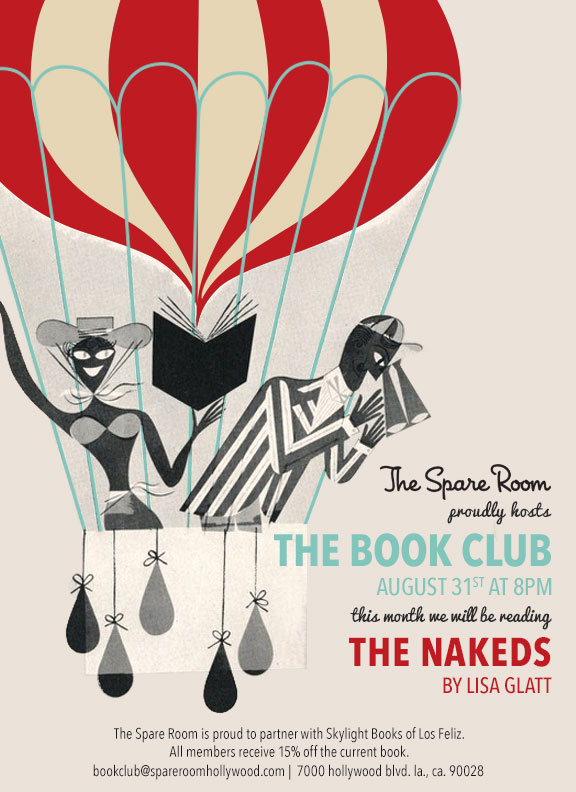 The Spare Room
proudly hosts
THE BOOK CLUB
AUGUST 31ST AT 8PM
this month we will be reading
THE NAKEDS
BY LISA GLATT
The Spare Room is proud to partner with Skylight Books of Los Feliz.
All members receive 15% off the current book.
bookclub@spareroomhollywood.com | 7000 hollywood blvd. la., ca. 90028